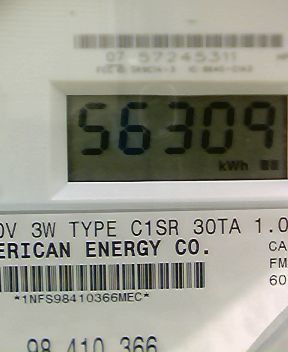 07 57245311
56309
kWh
0V 3W TYPE C1SR 30TA 1.0
ERICAN ENERGY CO.
CA
FM
60
*1NFS98410366MEC*
98 410 366